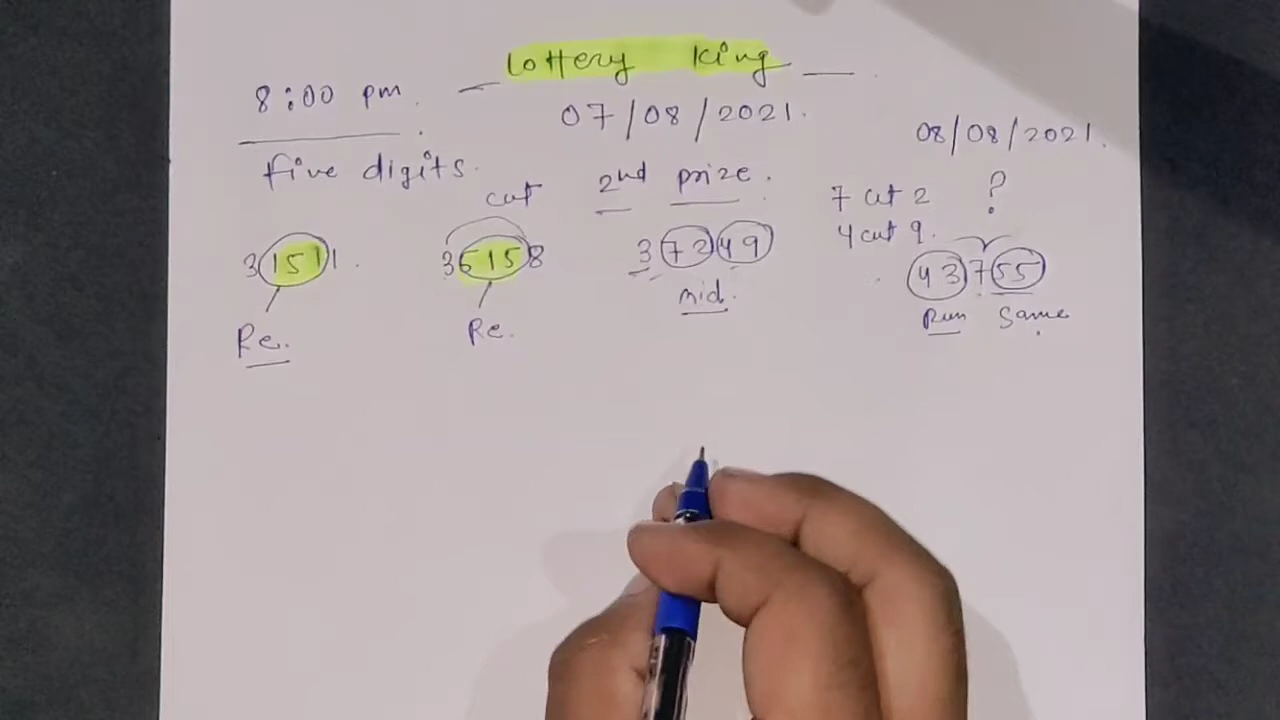 Lottery King
8:00 pm.
07/08/2021.
08/08/2021.
five digits.
2nd prize.
cut
7 cut 2 ?
4 cut 9.
31511.
35158
37249
43755
Re.
Re.
mid.
Run Same